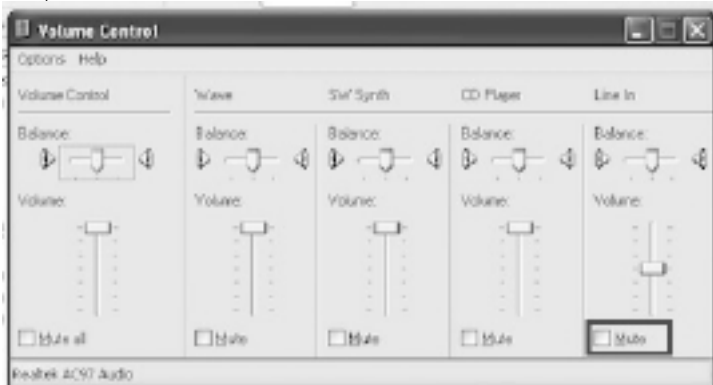 Volume Control
Options Help
Volume Control Wave SW Synth CD Player Line In
Balance: Balance: Balance: Balance: Balance:
Volume: Volume: Volume: Volume: Volume:
Mute all Mute Mute Mute Mute
Realtek AC97 Audio